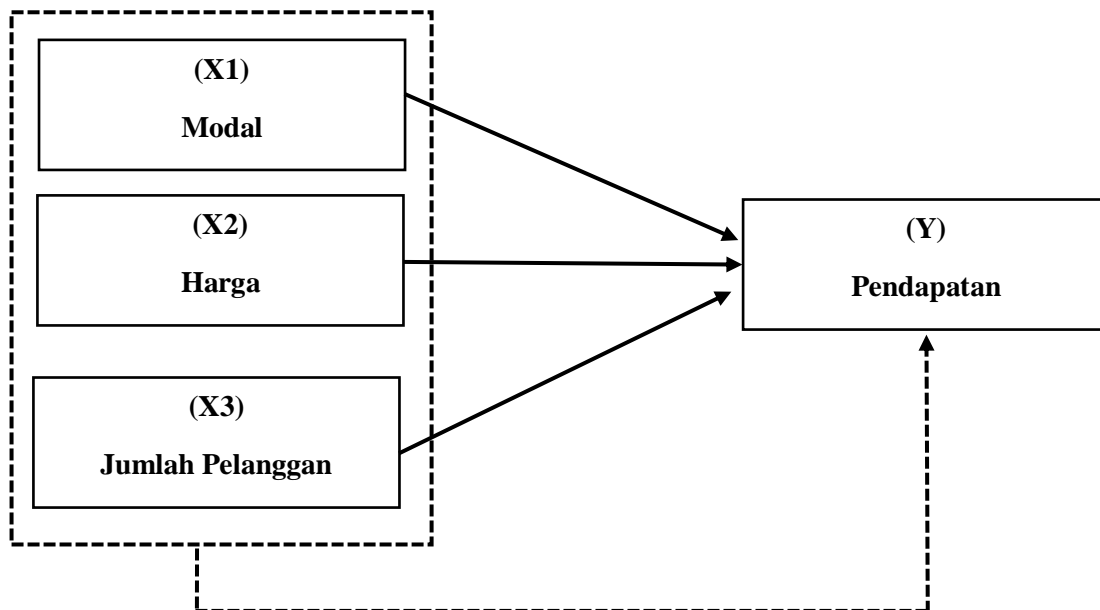 (X1)
Modal
(X2)
Harga
(X3)
Jumlah Pelanggan
(Y)
Pendapatan